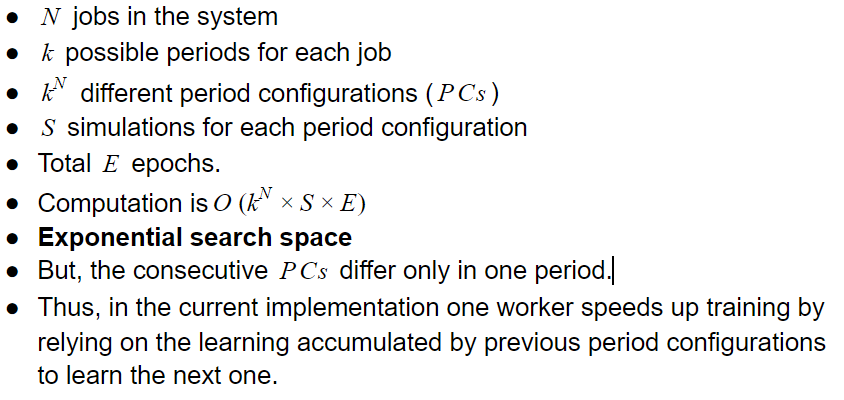 ● N jobs in the system
● k possible periods for each job
● k^N different period configurations (PCs)
● S simulations for each period configuration
● Total E epochs.
● Computation is O (k^N × S × E)
● Exponential search space
● But, the consecutive PCs differ only in one period.
● Thus, in the current implementation one worker speeds up training by
relying on the learning accumulated by previous period configurations
to learn the next one.